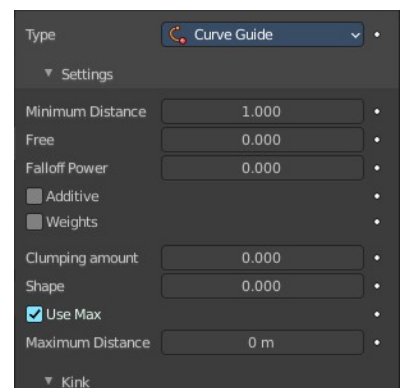 Type Curve Guide
Settings
Minimum Distance 1.000
Free 0.000
Falloff Power 0.000
Additive
Weights
Clumping amount 0.000
Shape 0.000
Use Max
Maximum Distance 0 m
Kink